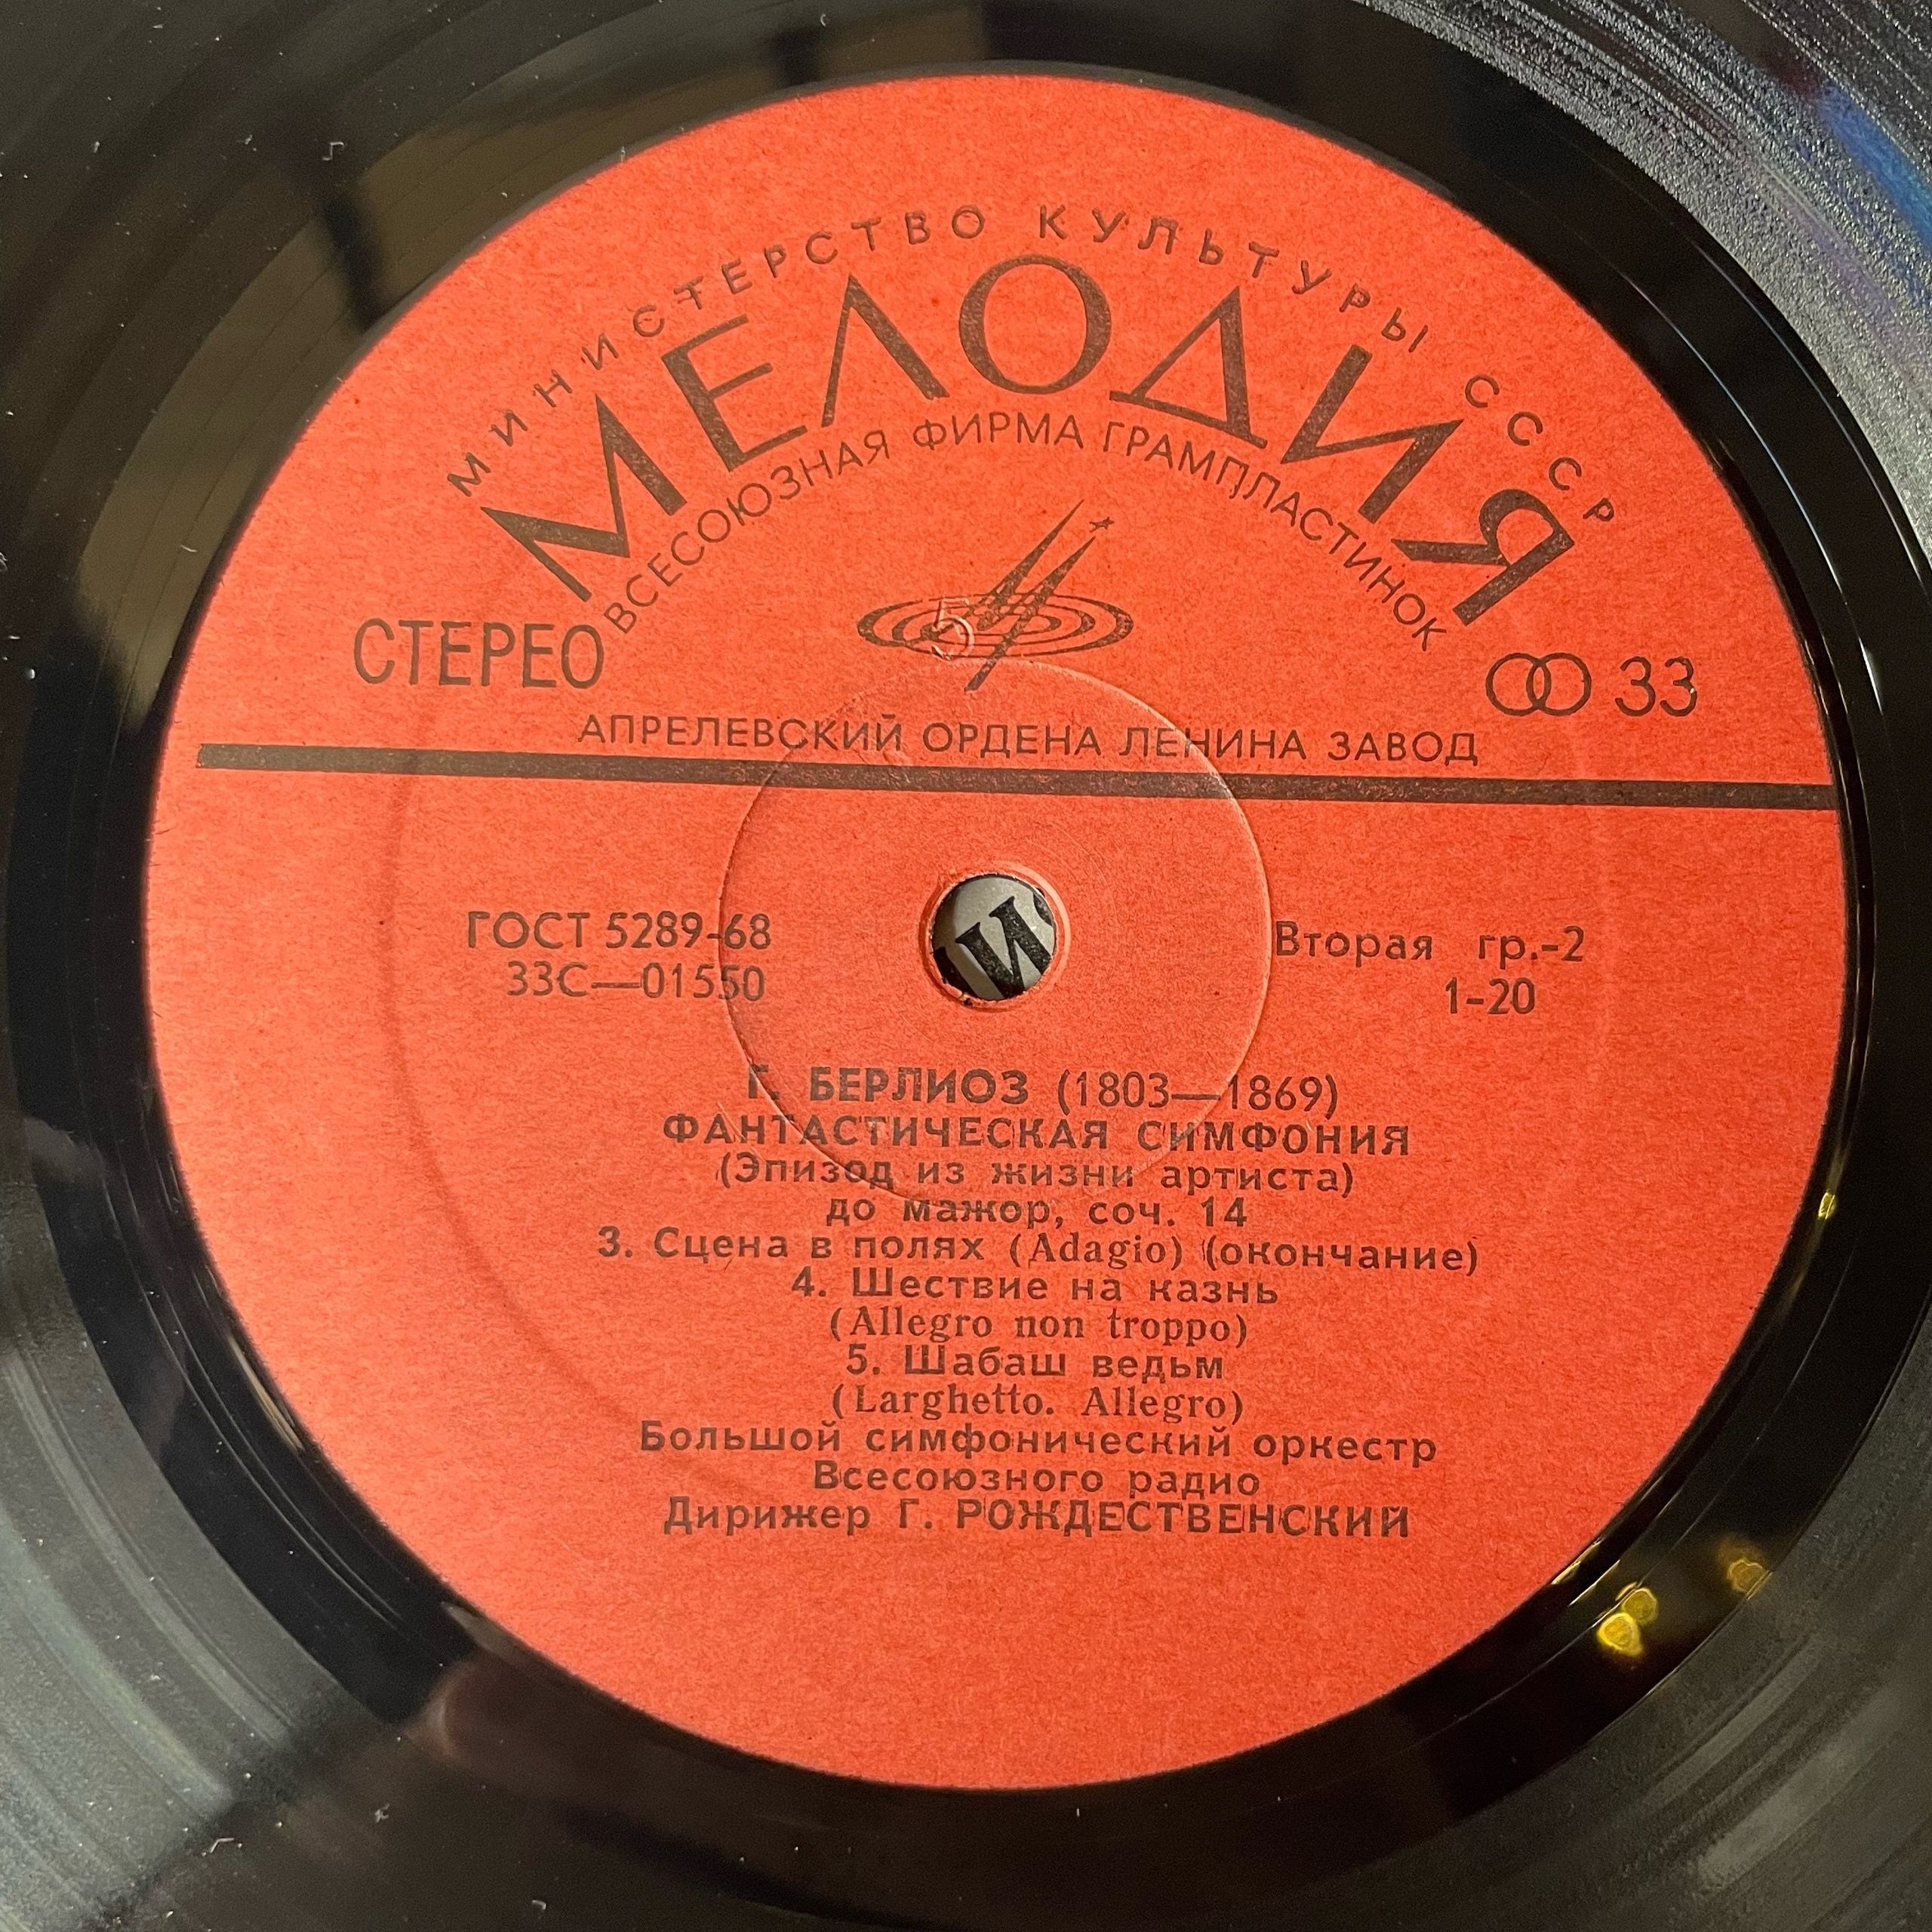 МИНИСТЕРСТВО КУЛЬТУРЫ СССР
МЕЛОДИЯ
ВСЕСОЮЗНАЯ ФИРМА ГРАМПЛАСТИНОК
5
СТЕРЕО
33
АПРЕЛЕВСКИЙ ОРДЕНА ЛЕНИНА ЗАВОД
ГОСТ 5289-68
33С—01550
Вторая гр.-2
1-20
Г. БЕРЛИОЗ (1803—1869)
ФАНТАСТИЧЕСКАЯ СИМФОНИЯ
(Эпизод из жизни артиста)
до мажор, соч. 14
3. Сцена в полях (Adagio) (окончание)
4. Шествие на казнь
(Allegro non troppo)
5. Шабаш ведьм
(Larghetto. Allegro)
Большой симфонический оркестр
Всесоюзного радио
Дирижер Г. РОЖДЕСТВЕНСКИЙ